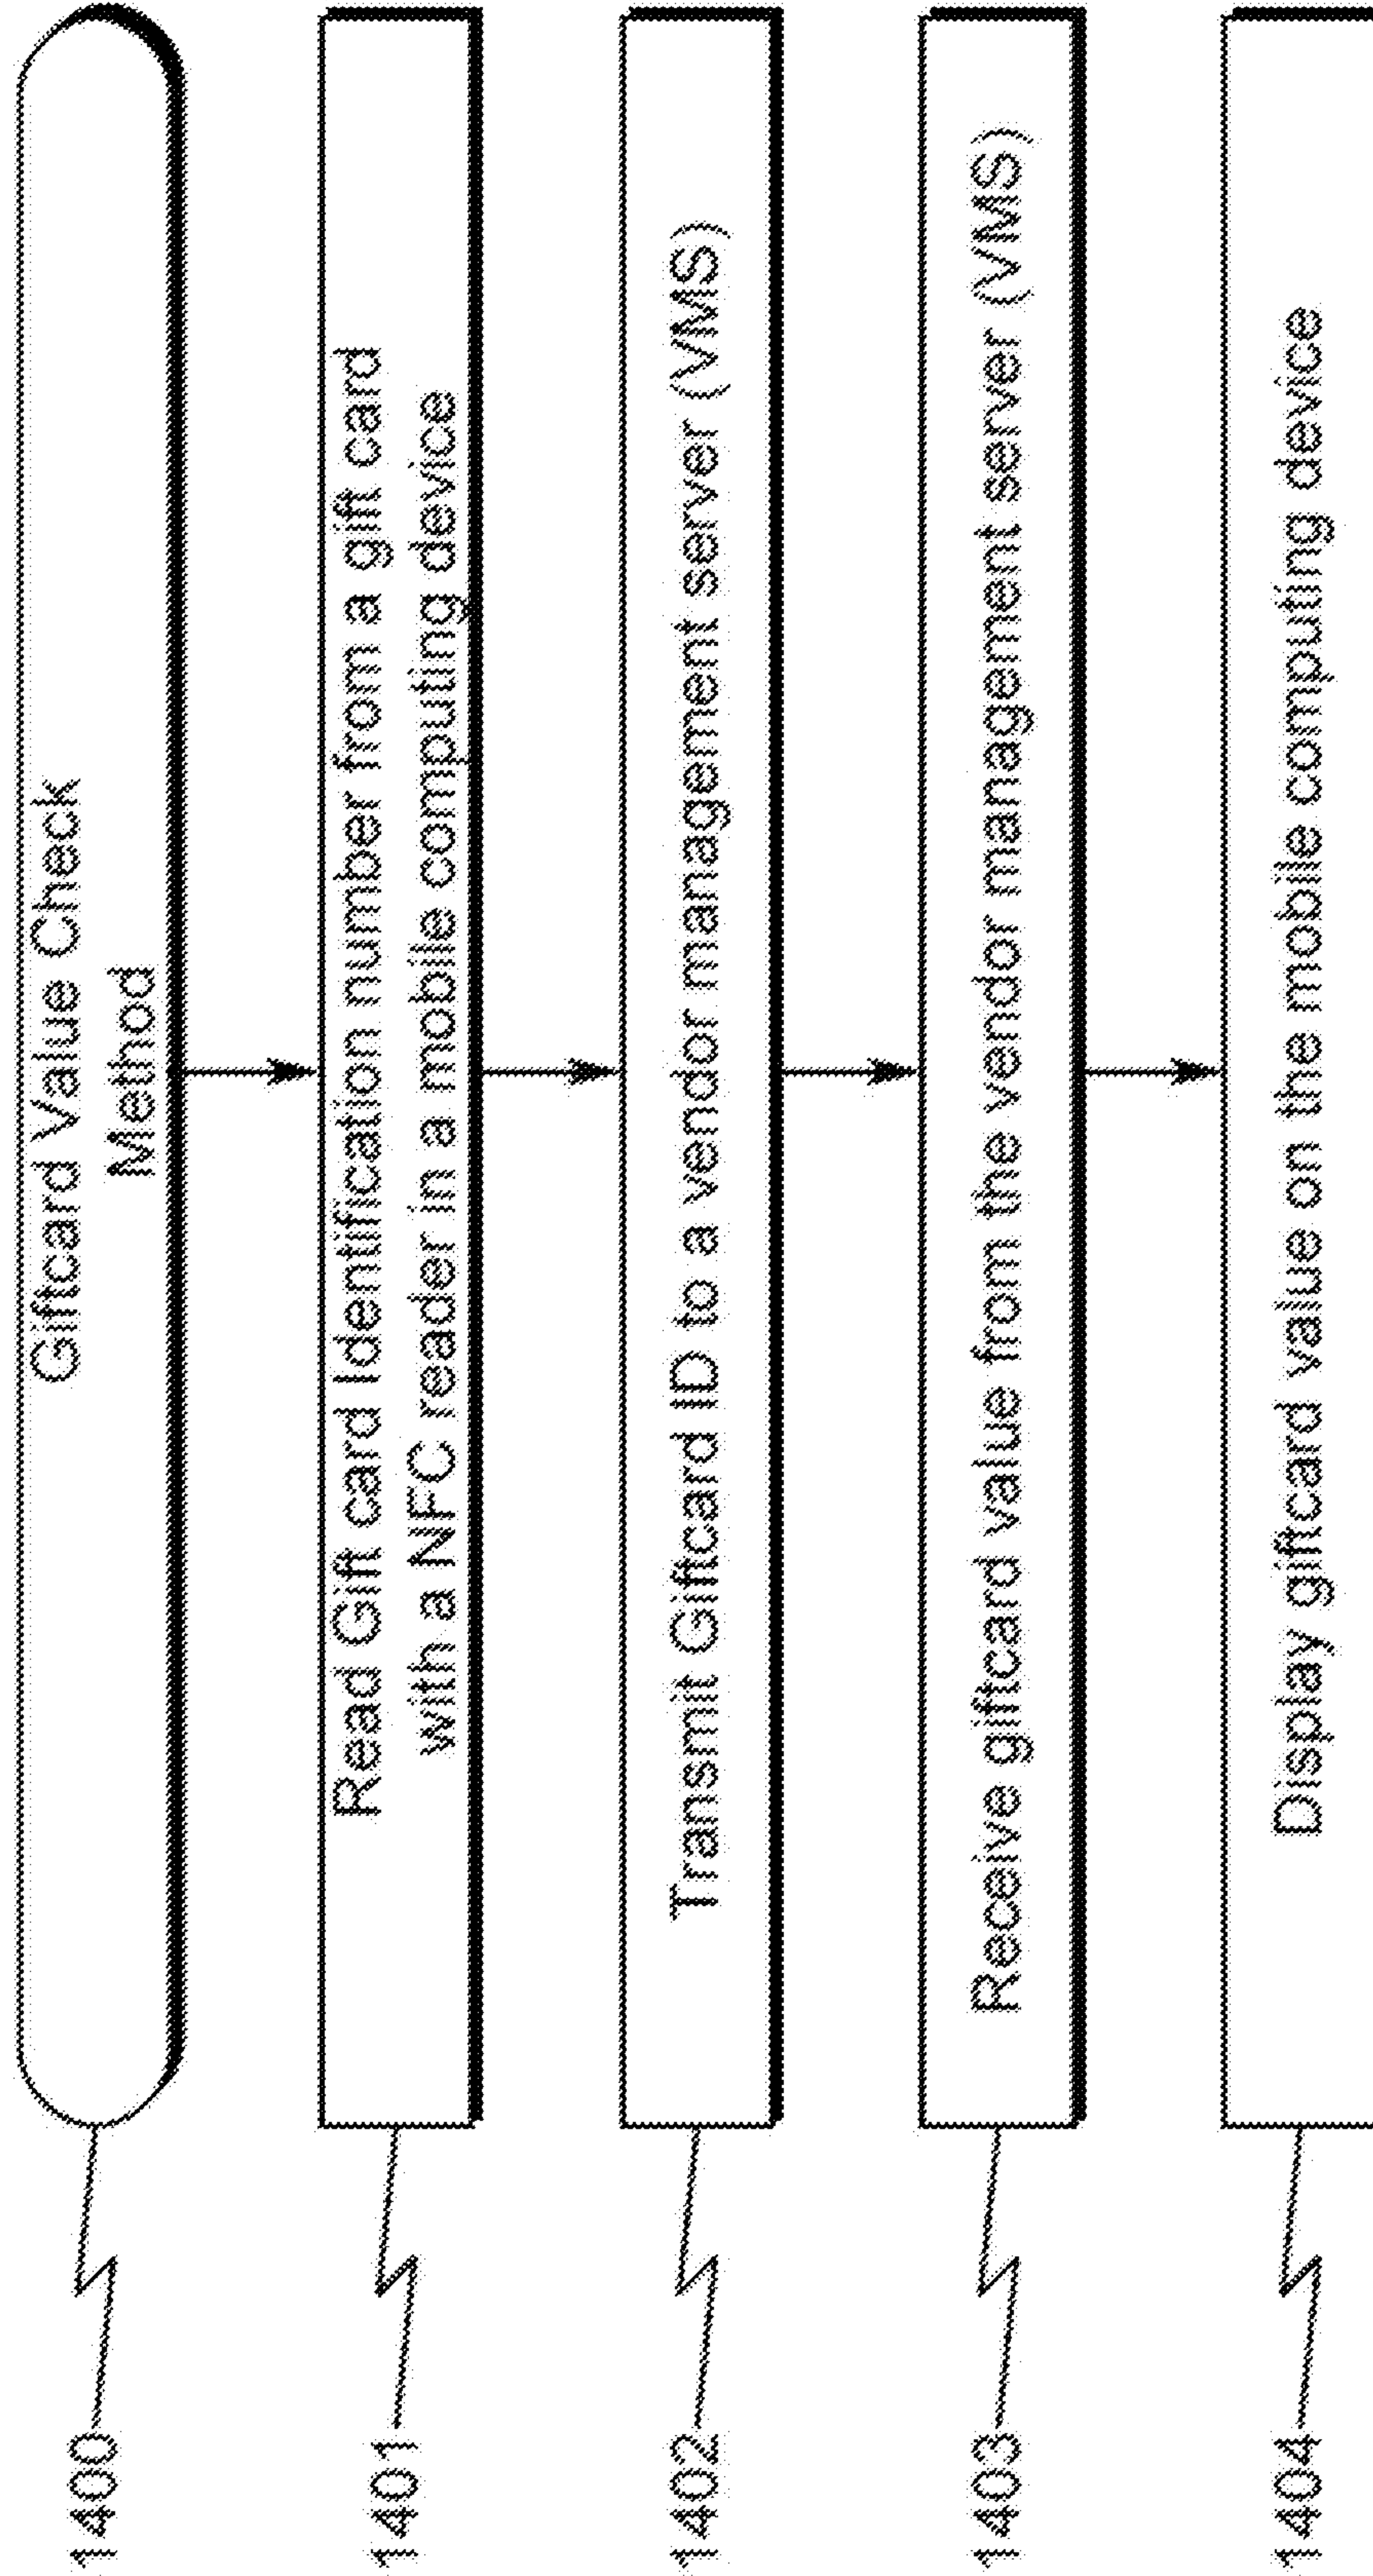 1400
Giftcard Value Check
Method
1401
Read Gift card Identification number from a gift card
with a NFC reader in a mobile computing device
1402
Transmit Giftcard ID to a vendor management server (VMS)
1403
Receive giftcard value from the vendor management server (VMS)
1404
Display giftcard value on the mobile computing device